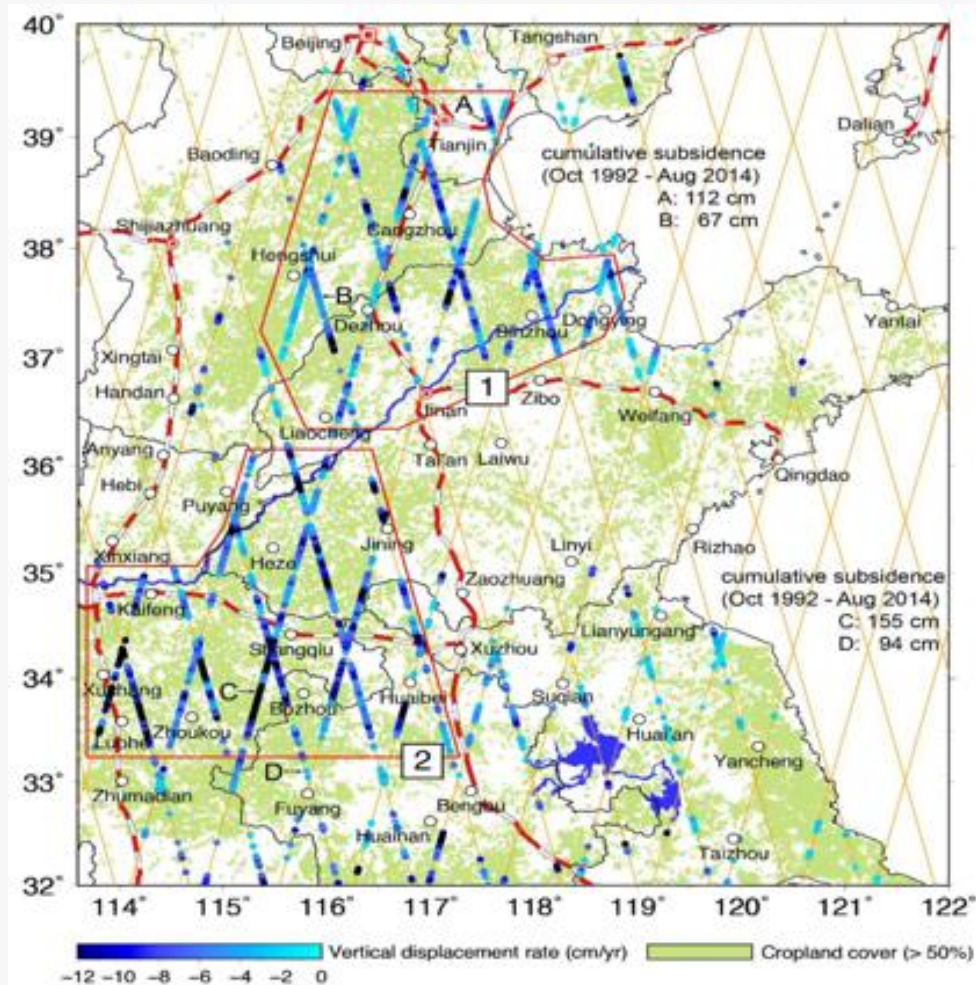 40°
39°
38°
37°
36°
35°
34°
33°
32°
Beijing
Tangshan
A
Tianjin
Dalian
Baoding
cumulative subsidence
(Oct 1992 - Aug 2014)
A: 112 cm
B: 67 cm
Shijiazhuang
Cangzhou
Hengshui
B
Dezhou
Binzhou
Dongying
Yantai
Xingtai
Handan
1
Jinan
Zibo
Weifang
Liaocheng
Anyang
Tai'an
Laiwu
Qingdao
Hebi
Puyang
Xinxiang
Heze
Jining
Linyi
Rizhao
Zaozhuang
cumulative subsidence
(Oct 1992 - Aug 2014)
C: 155 cm
D: 94 cm
Kaifeng
Lianyungang
Shangqiu
Xuzhou
Xuchang
C
Bozhou
Huaibei
Suqian
Zhoukou
Luohe
Huai'an
2
Yancheng
D
Zhumadian
Fuyang
Bengbu
Huainan
Taizhou
114° 115° 116° 117° 118° 119° 120° 121° 122°
Vertical displacement rate (cm/yr)
Cropland cover (> 50%)
−12 −10 −8 −6 −4 −2 0